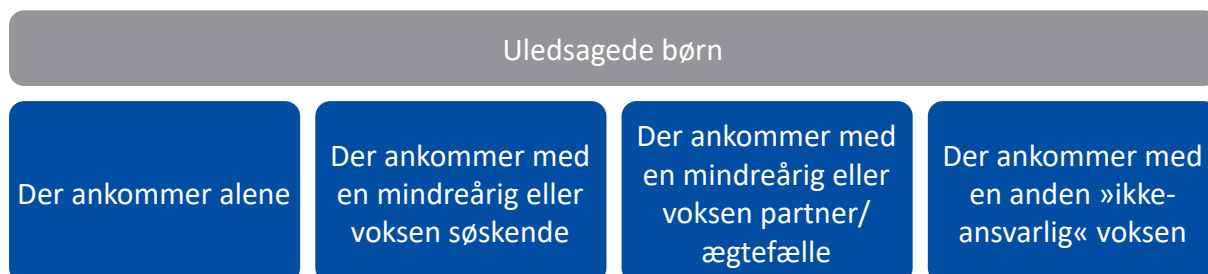 Uledsagede børn
Der ankommer alene
Der ankommer med
en mindreårig eller
voksen søskende
Der ankommer med
en mindreårig eller
voksen partner/
ægtefælle
Der ankommer med
en anden »ikke-
ansvarlig« voksen